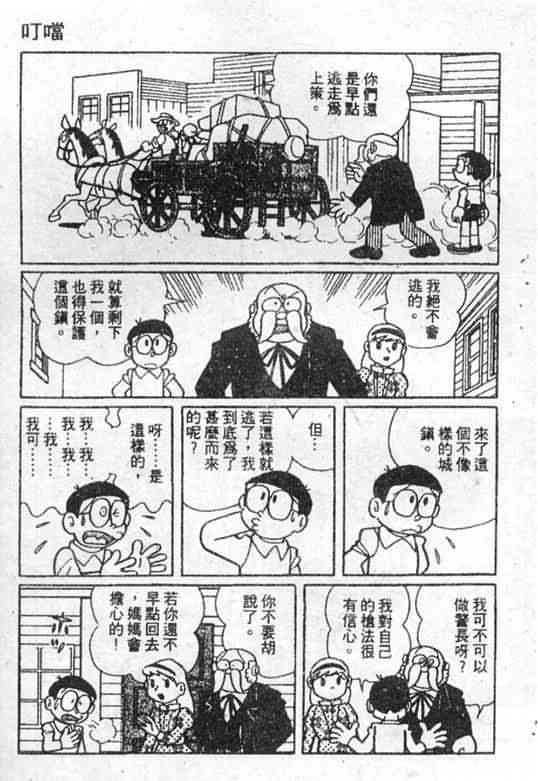 叮噹
你們還
是早點
逃走爲
上策。
我絕不會
逃的。
就算剩下
我一個，
也得保護
這個鎮。
來了這
個不像
樣的城
鎮。
但…
若這樣就
逃了，我
到底爲了
甚麼而來
的呢？
呀……是
這樣的，
我……我
…我……我
我可………
我可不可以
做警長呀？
我對自己
的槍法很
有信心。
你不要胡
說了。
若你還不
早點回去
，媽媽會
擔心的！
ホッ